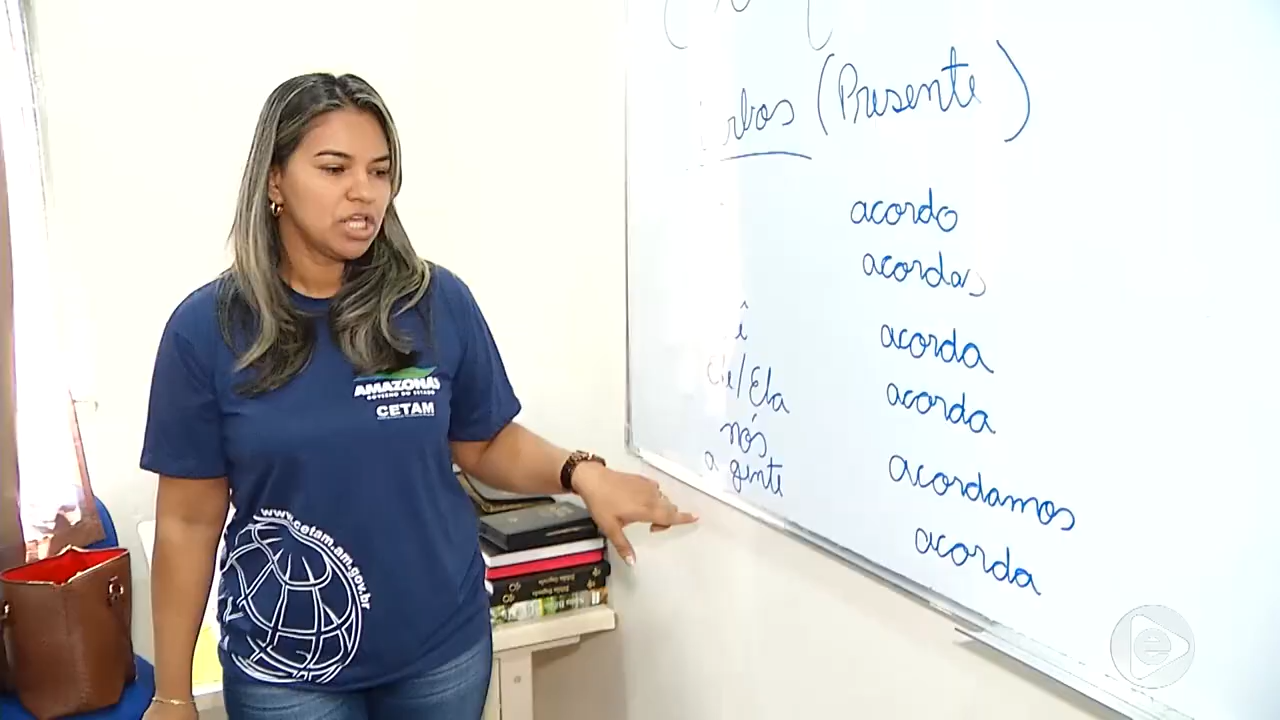 (Presente)
acordo
acordas
acorda
/Ela acorda
nós acordamos
a gente acorda
AMAZONAS
GOVERNO DO ESTADO
CETAM
www.cetam.am.gov.br